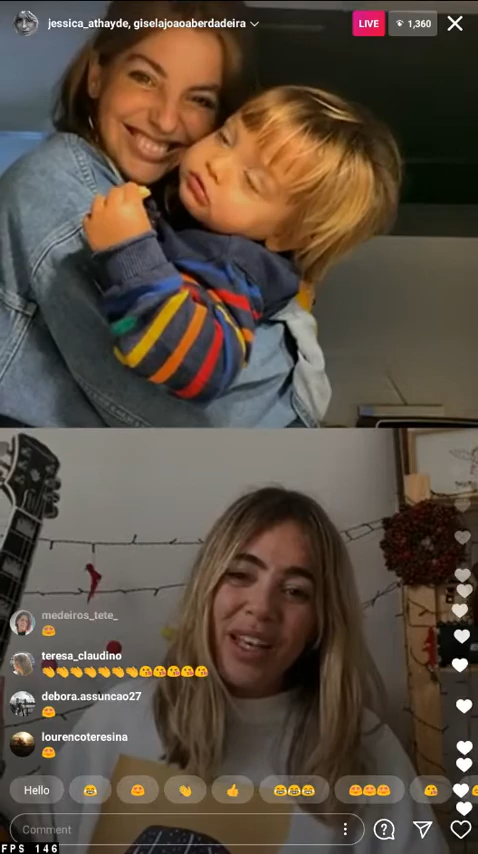 jessica_athayde, giselajoaoaberdadeira
LIVE
1,360
medeiros_tete_
teresa_claudino
debora.assuncao27
lourencoteresina
Hello
Comment
FPS 146